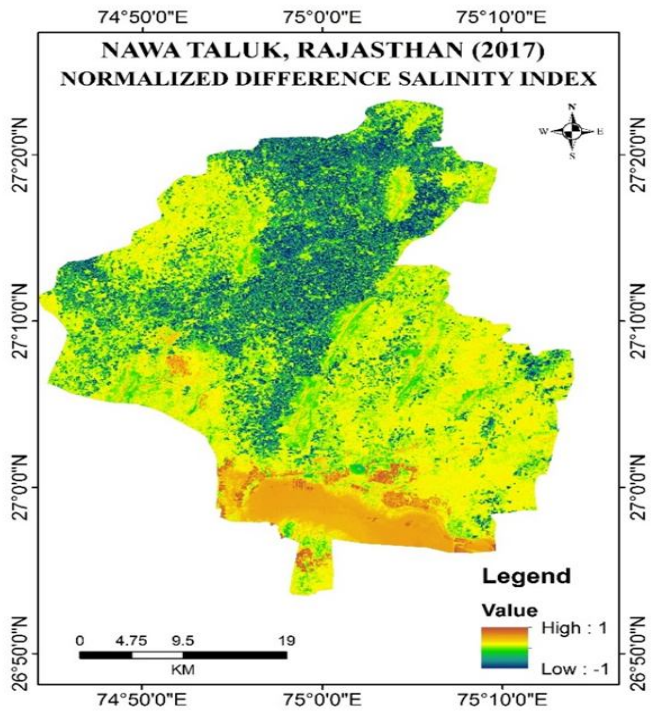 74°50'0"E 75°0'0"E 75°10'0"E
NAWA TALUK, RAJASTHAN (2017)
NORMALIZED DIFFERENCE SALINITY INDEX
N
W E
S
27°20'0"N 27°20'0"N
27°10'0"N 27°10'0"N
27°0'0"N 27°0'0"N
Legend
Value
High : 1
Low : -1
0 4.75 9.5 19
KM
26°50'0"N 26°50'0"N
74°50'0"E 75°0'0"E 75°10'0"E